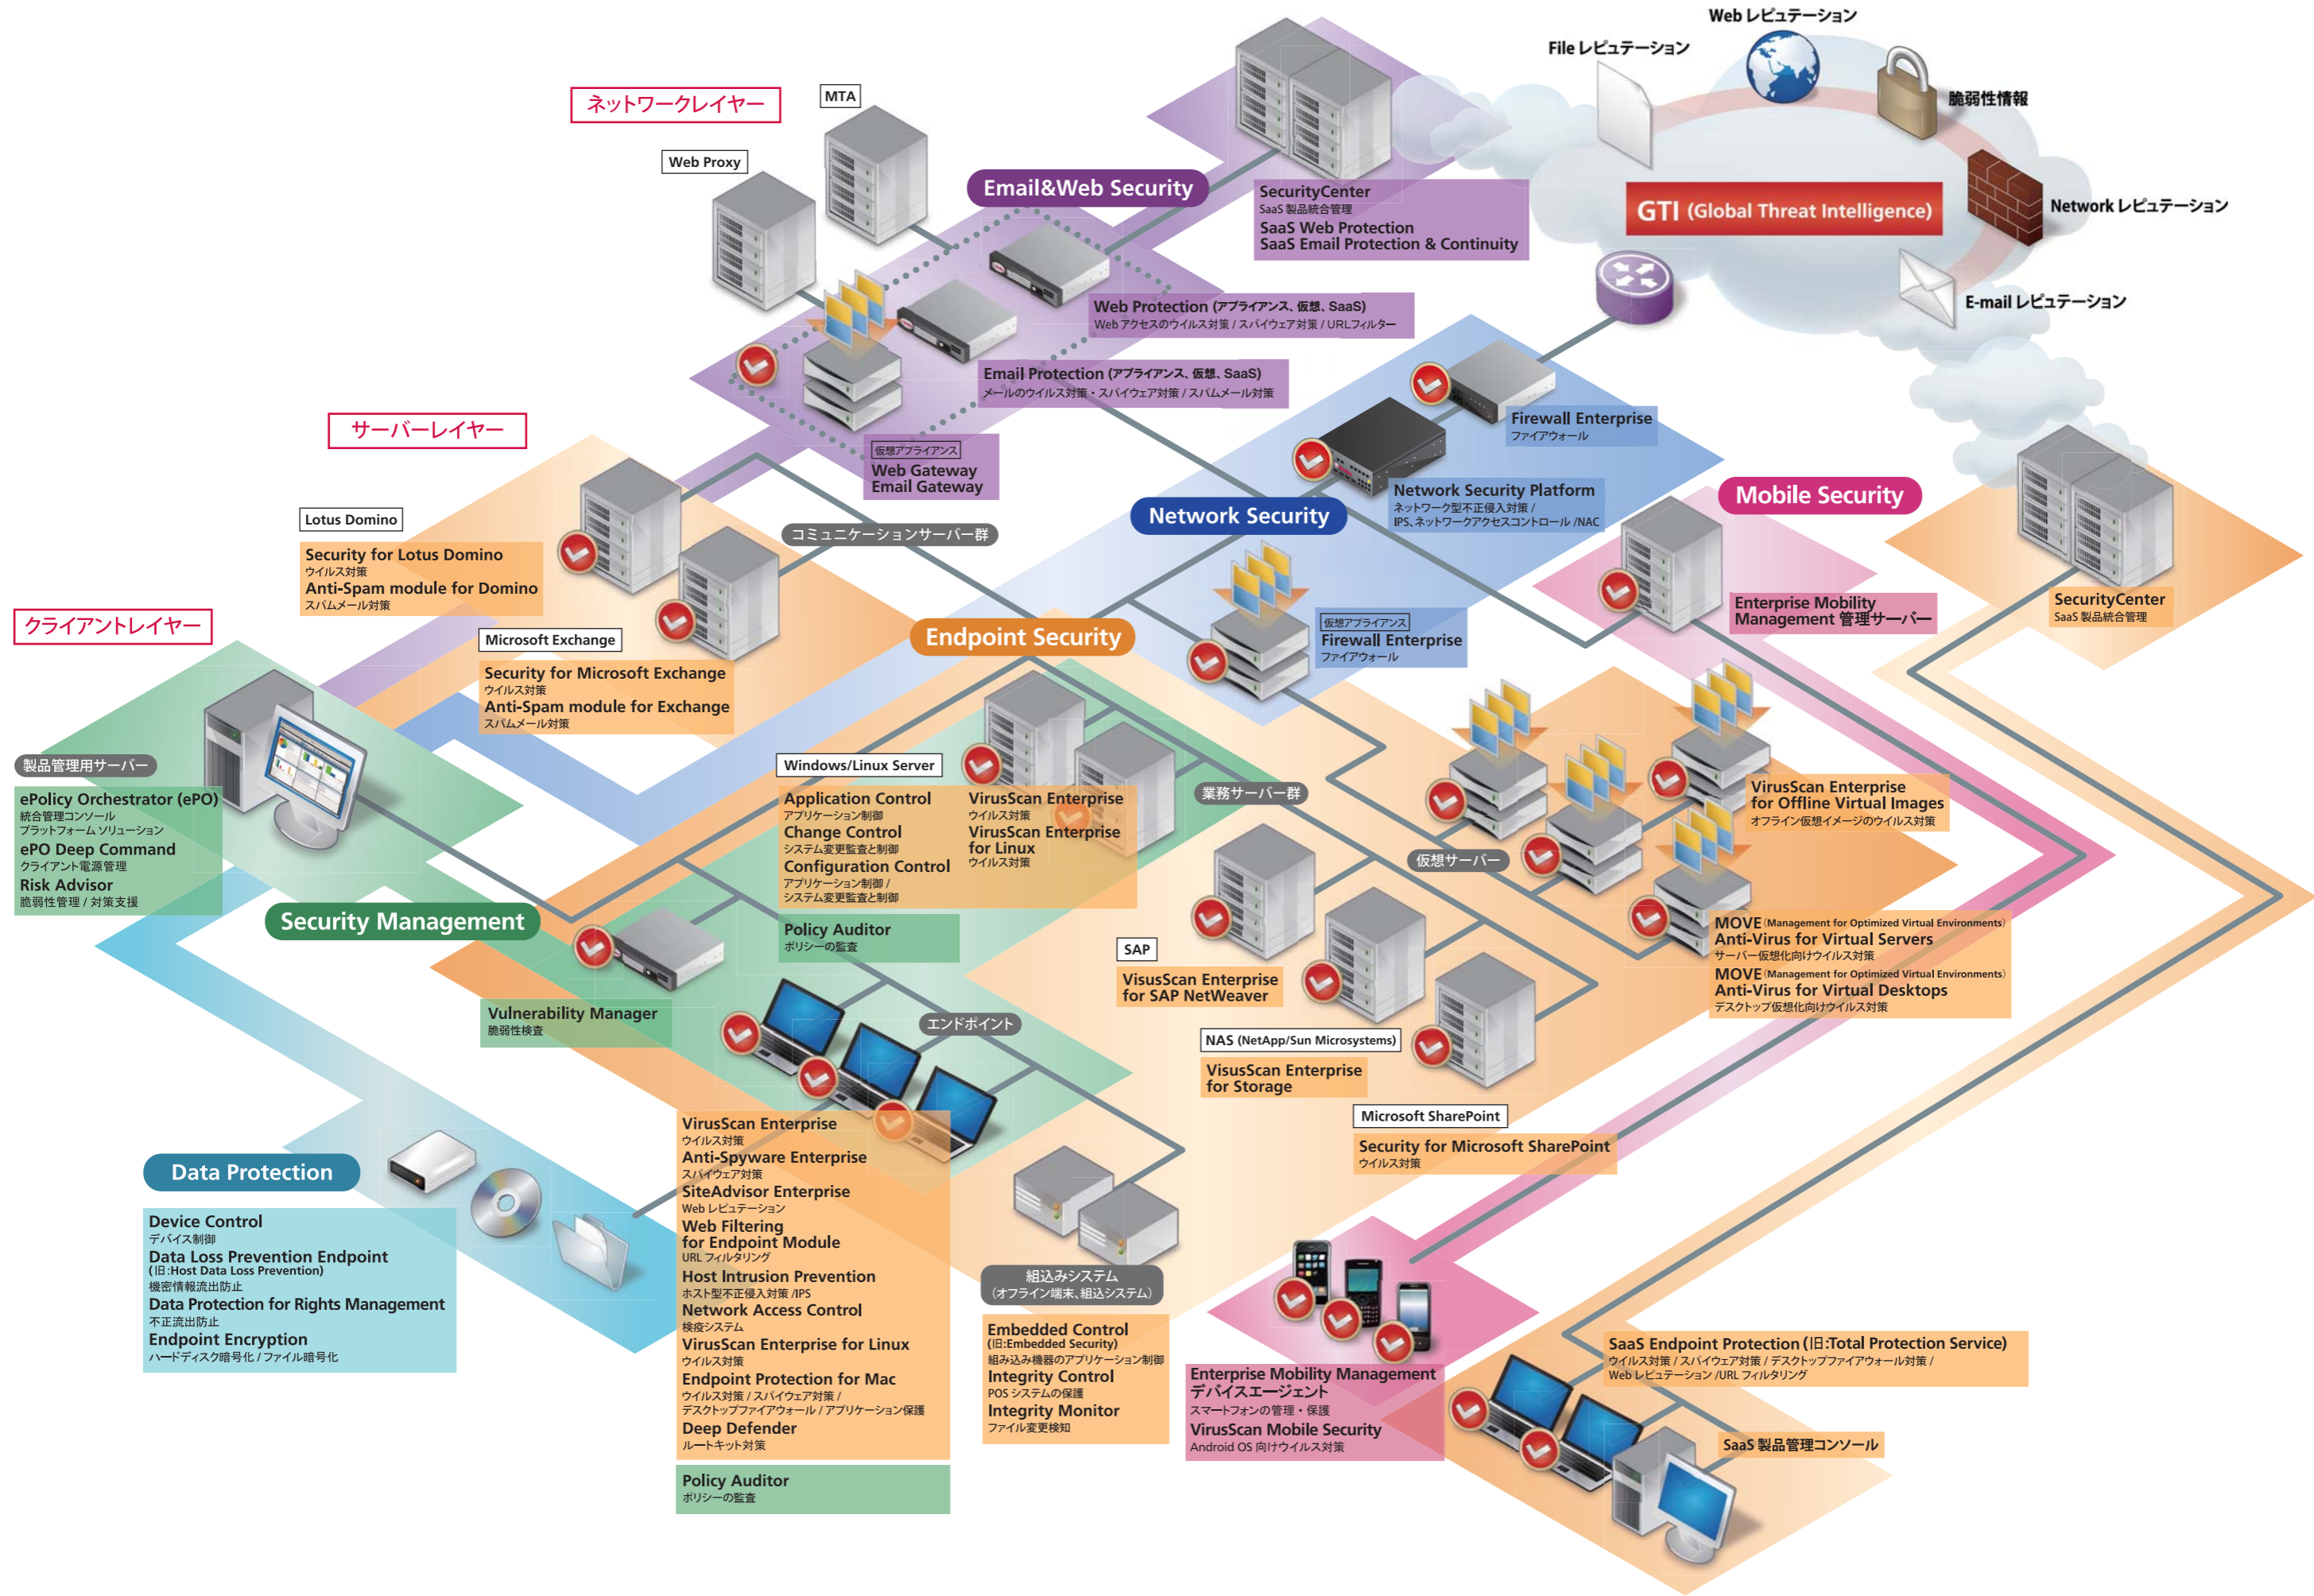 Web レピュテーション
File レピュテーション
脆弱性情報
GTI (Global Threat Intelligence)
Network レピュテーション
E-mail レピュテーション
ネットワークレイヤー
MTA
Web Proxy
Email&Web Security
SecurityCenter
SaaS 製品統合管理
SaaS Web Protection
SaaS Email Protection & Continuity
Web Protection (アプライアンス、仮想、SaaS)
Web アクセスのウイルス対策 / スパイウェア対策 / URLフィルター
Email Protection (アプライアンス、仮想、SaaS)
メールのウイルス対策・スパイウェア対策 / スパムメール対策
仮想アプライアンス
Web Gateway
Email Gateway
Firewall Enterprise
ファイアウォール
Network Security Platform
ネットワーク型不正侵入対策 /
IPS、ネットワークアクセスコントロール /NAC
Network Security
仮想アプライアンス
Firewall Enterprise
ファイアウォール
Mobile Security
Enterprise Mobility
Management 管理サーバー
SecurityCenter
SaaS 製品統合管理
サーバーレイヤー
Lotus Domino
Security for Lotus Domino
ウイルス対策
Anti-Spam module for Domino
スパムメール対策
コミュニケーションサーバー群
Microsoft Exchange
Security for Microsoft Exchange
ウイルス対策
Anti-Spam module for Exchange
スパムメール対策
Endpoint Security
クライアントレイヤー
製品管理用サーバー
ePolicy Orchestrator (ePO)
統合管理コンソール
プラットフォーム ソリューション
ePO Deep Command
クライアント電源管理
Risk Advisor
脆弱性管理 / 対策支援
Security Management
Windows/Linux Server
Application Control
アプリケーション制御
Change Control
システム変更監査と制御
Configuration Control
アプリケーション制御 /
システム変更監査と制御
VirusScan Enterprise
ウイルス対策
VirusScan Enterprise
for Linux
ウイルス対策
Policy Auditor
ポリシーの監査
Vulnerability Manager
脆弱性検査
エンドポイント
業務サーバー群
仮想サーバー
VirusScan Enterprise
for Offline Virtual Images
オフライン仮想イメージのウイルス対策
MOVE (Management for Optimized Virtual Environments)
Anti-Virus for Virtual Servers
サーバー仮想化向けウイルス対策
MOVE (Management for Optimized Virtual Environments)
Anti-Virus for Virtual Desktops
デスクトップ仮想化向けウイルス対策
SAP
VisusScan Enterprise
for SAP NetWeaver
NAS (NetApp/Sun Microsystems)
VisusScan Enterprise
for Storage
Microsoft SharePoint
Security for Microsoft SharePoint
ウイルス対策
Data Protection
Device Control
デバイス制御
Data Loss Prevention Endpoint
(旧:Host Data Loss Prevention)
機密情報流出防止
Data Protection for Rights Management
不正流出防止
Endpoint Encryption
ハードディスク暗号化 / ファイル暗号化
VirusScan Enterprise
ウイルス対策
Anti-Spyware Enterprise
スパイウェア対策
SiteAdvisor Enterprise
Web レピュテーション
Web Filtering
for Endpoint Module
URL フィルタリング
Host Intrusion Prevention
ホスト型不正侵入対策 /IPS
Network Access Control
検疫システム
VirusScan Enterprise for Linux
ウイルス対策
Endpoint Protection for Mac
ウイルス対策 / スパイウェア対策 /
デスクトップファイアウォール / アプリケーション保護
Deep Defender
ルートキット対策
Policy Auditor
ポリシーの監査
組込みシステム
(オフライン端末、組込システム)
Embedded Control
(旧:Embedded Security)
組み込み機器のアプリケーション制御
Integrity Control
POS システムの保護
Integrity Monitor
ファイル変更検知
Enterprise Mobility Management
デバイスエージェント
スマートフォンの管理・保護
VirusScan Mobile Security
Android OS 向けウイルス対策
SaaS Endpoint Protection (旧:Total Protection Service)
ウイルス対策 / スパイウェア対策 / デスクトップファイアウォール対策 /
Web レピュテーション /URL フィルタリング
SaaS 製品管理コンソール